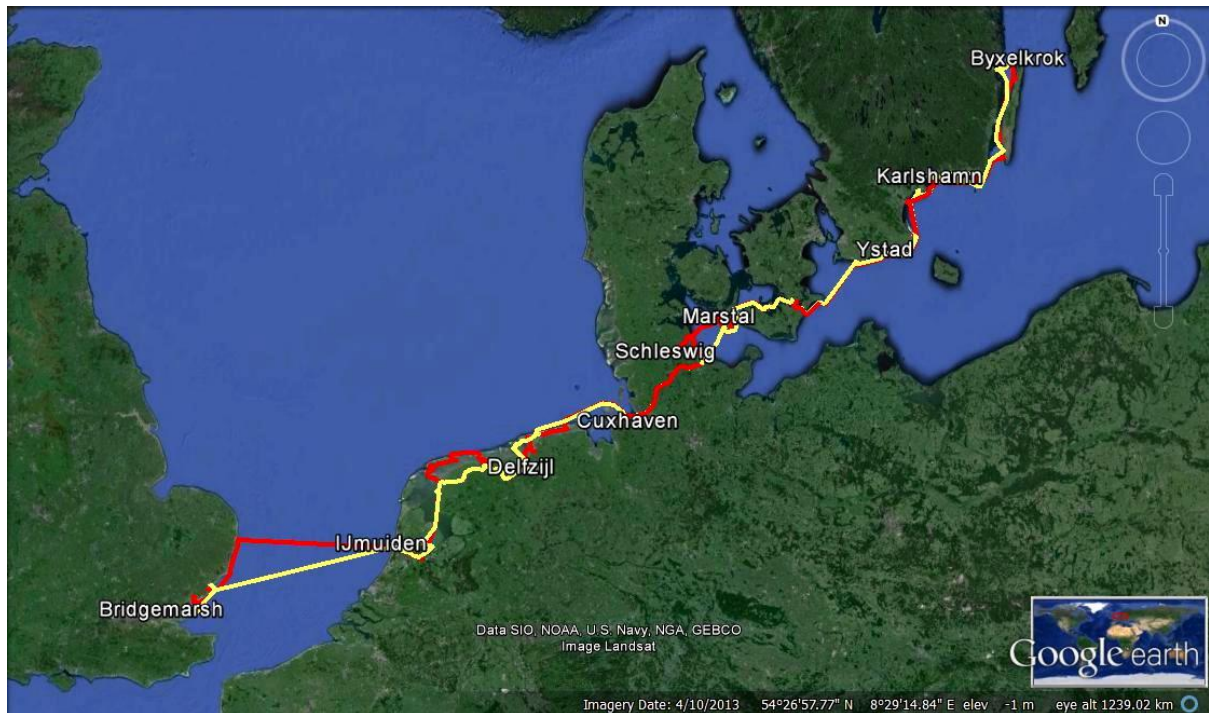 N
Byxelkrok
Karlshamn
Ystad
Marstal
Schleswig
Cuxhaven
Delfzijl
IJmuiden
Bridgemarsh
Data SIO, NOAA, U.S. Navy, NGA, GEBCO
Image Landsat
Google earth
Imagery Date: 4/10/2013 54°26'57.77" N 8°29'14.84" E elev -1 m eye alt 1239.02 km